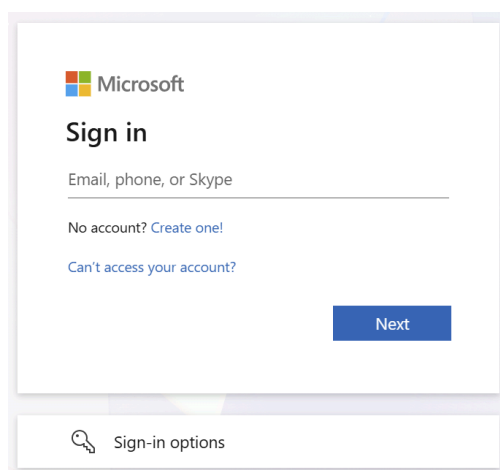 Microsoft
Sign in
Email, phone, or Skype
No account? Create one!
Can't access your account?
Next
Sign-in options